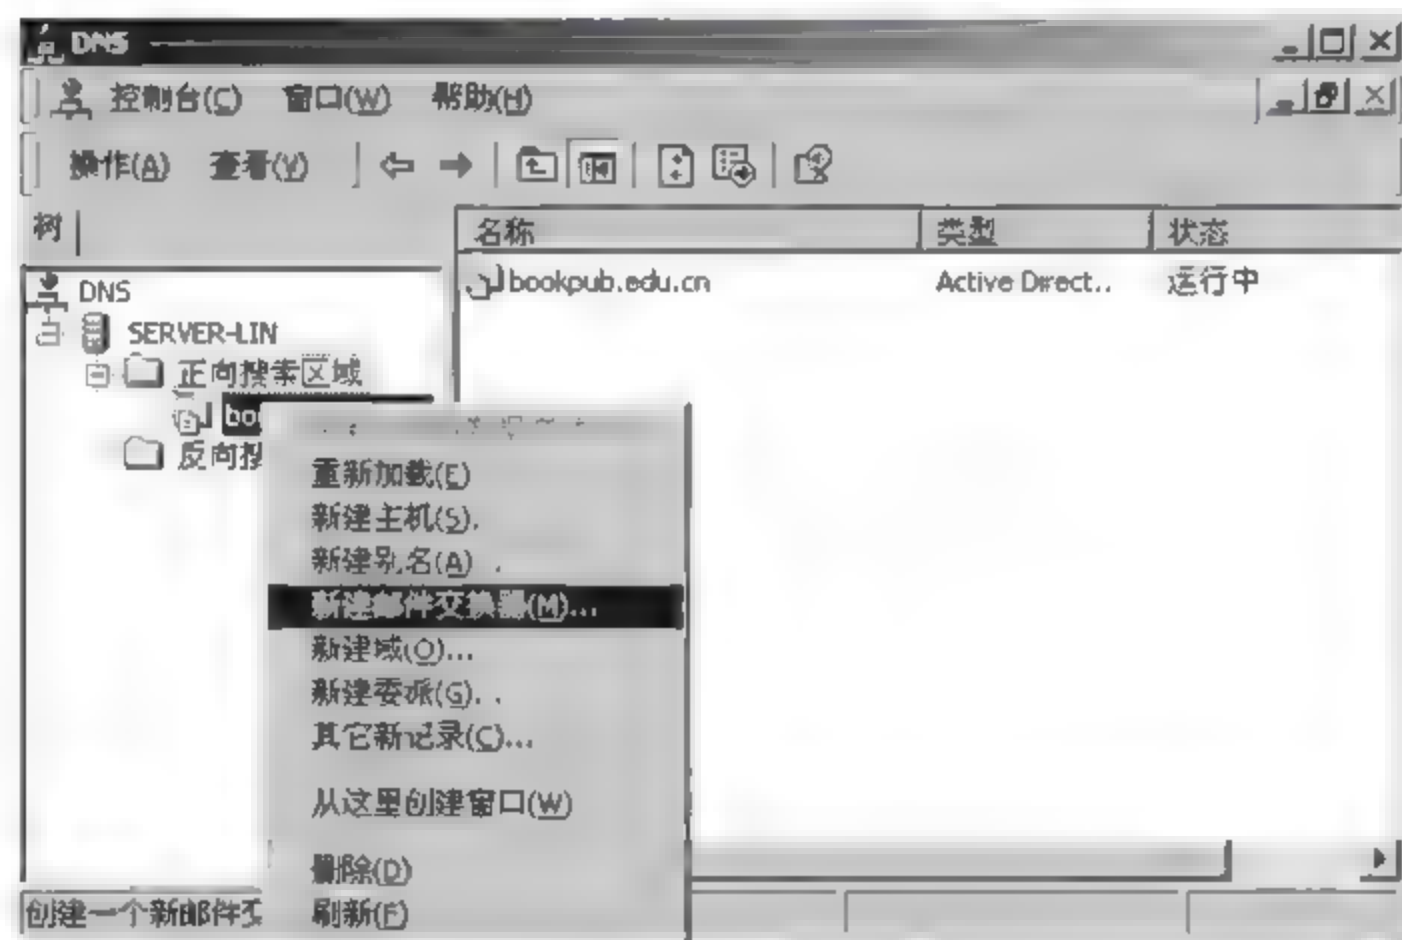 DNS
控制台(C) 窗口(W) 帮助(H)
操作(A) 查看(V)
树
名称 类型 状态
DNS
SERVER-LIN
正向搜索区域
boo
反向搜
bookpub.edu.cn Active Direct.. 运行中
重新加载(E)
新建主机(S).
新建别名(A) .
新建邮件交换器(M)...
新建域(O)...
新建委派(G). .
其它新记录(C)...
从这里创建窗口(W)
删除(D)
刷新(F)
创建一个新邮件交